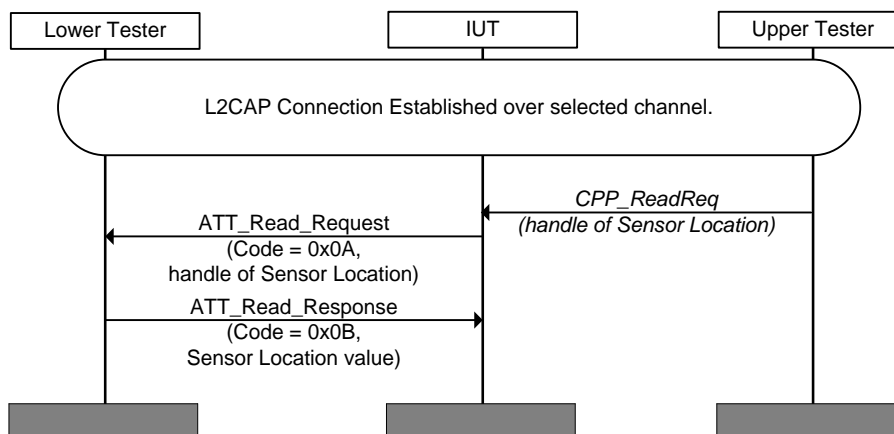 Lower Tester
IUT
Upper Tester
L2CAP Connection Established over selected channel.
CPP_ReadReq
(handle of Sensor Location)
ATT_Read_Request
(Code = 0x0A,
handle of Sensor Location)
ATT_Read_Response
(Code = 0x0B,
Sensor Location value)